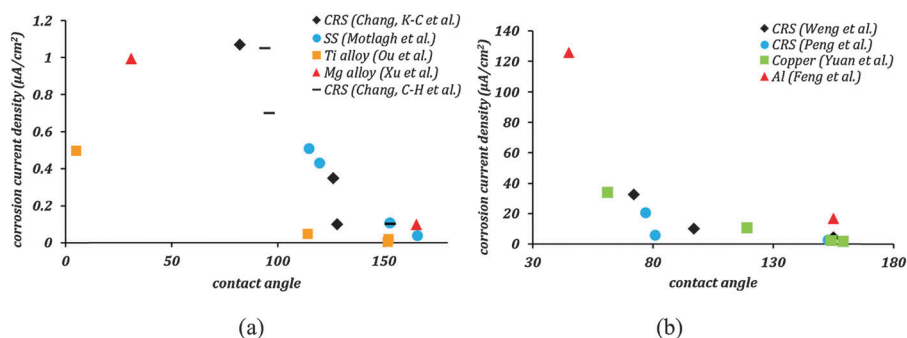 CRS (Chang, K-C et al.)
SS (Motlagh et al.)
Ti alloy (Ou et al.)
Mg alloy (Xu et al.)
CRS (Chang, C-H et al.)
corrosion current density (µA/cm²)
1.2
1
0.8
0.6
0.4
0.2
0
0
50
100
150
contact angle
(a)
CRS (Weng et al.)
CRS (Peng et al.)
Copper (Yuan et al.)
Al (Feng et al.)
corrosion current density (µA/cm²)
140
120
100
80
60
40
20
0
30
80
130
180
contact angle
(b)